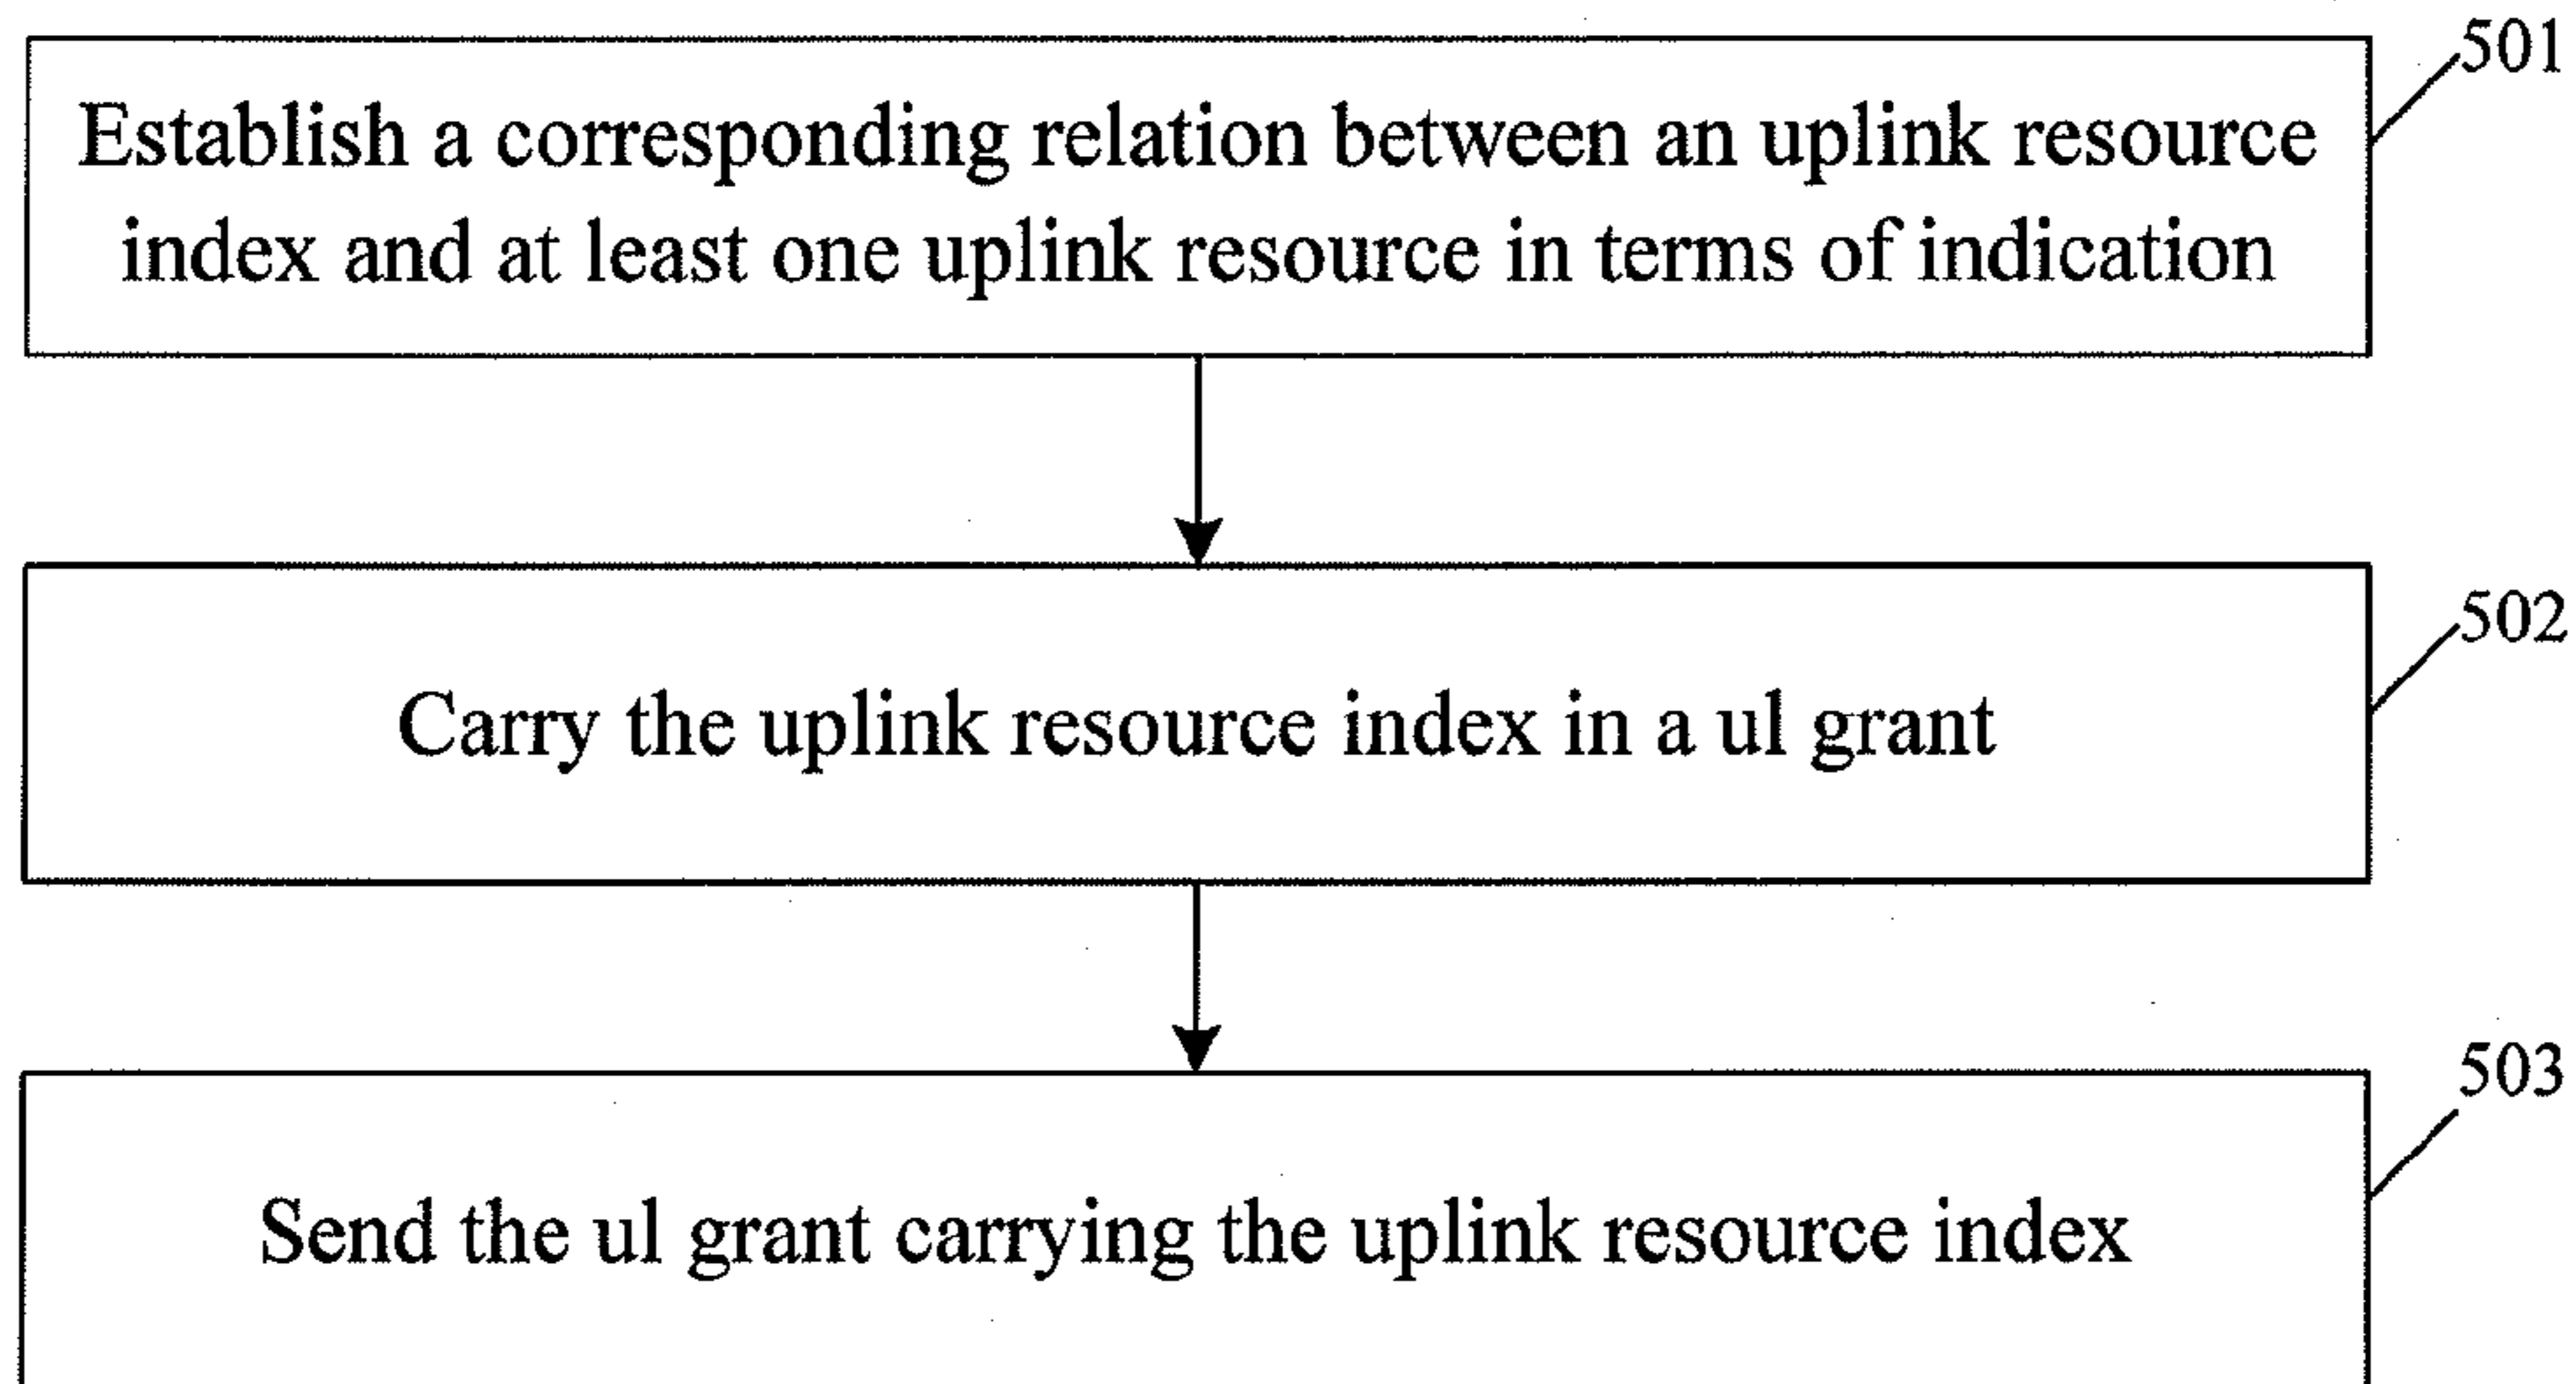 501
Establish a corresponding relation between an uplink resource
index and at least one uplink resource in terms of indication
502
Carry the uplink resource index in a ul grant
503
Send the ul grant carrying the uplink resource index